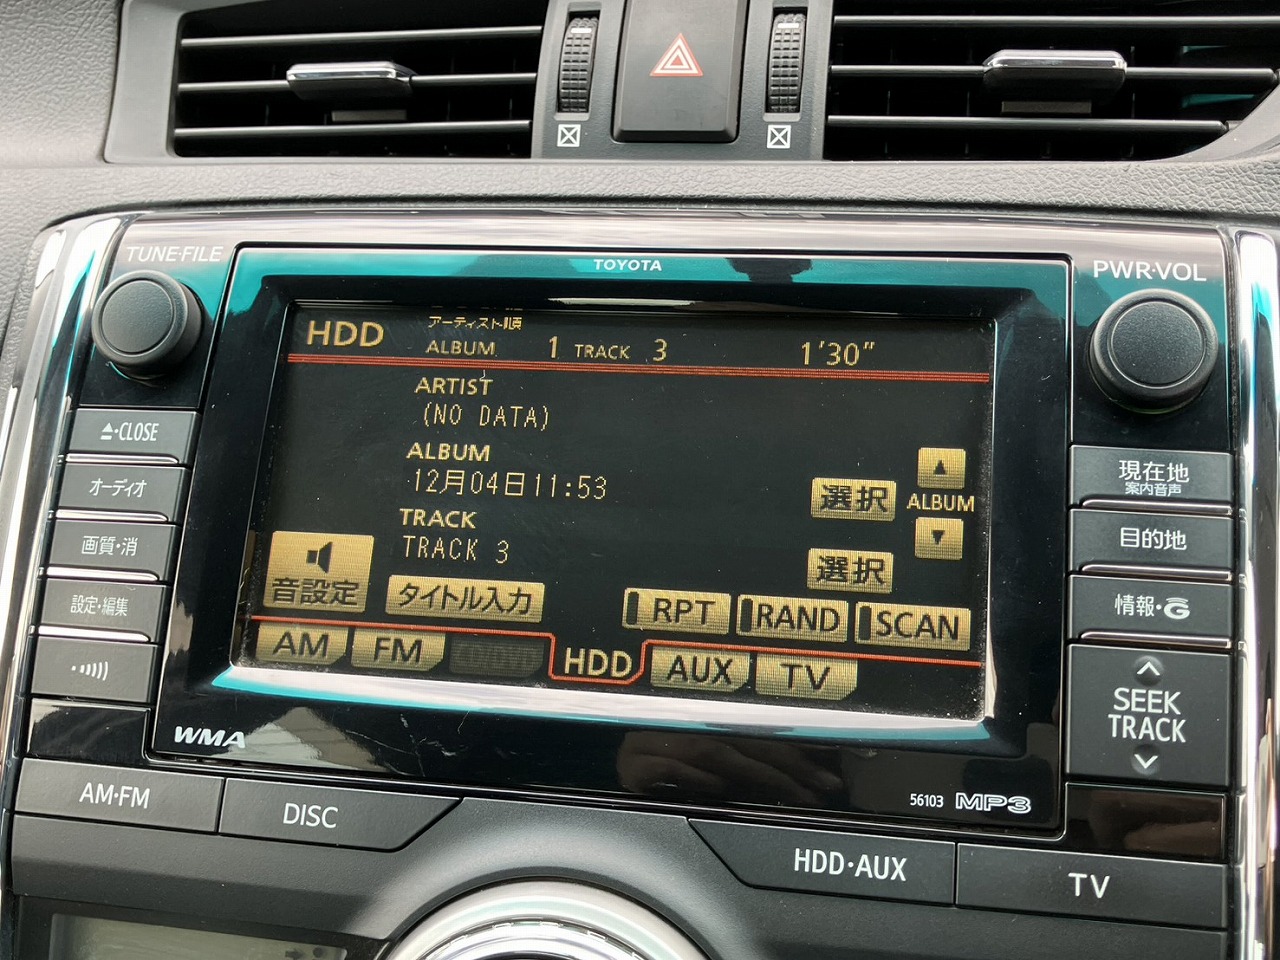 TUNE·FILE
TOYOTA
PWR·VOL
HDD
アーティスト順
ALBUM 1 TRACK 3 1'30"
ARTIST
(NO DATA)
ALBUM
12月04日11:53
選択
ALBUM
TRACK
TRACK 3
選択
音設定
タイトル入力
RPT
RAND
SCAN
AM
FM
HDD
AUX
TV
CLOSE
オーディオ
画質・消
設定・編集
現在地
案内音声
目的地
情報・G
SEEK
TRACK
WMA
56103 MP3
AM·FM
DISC
HDD·AUX
TV